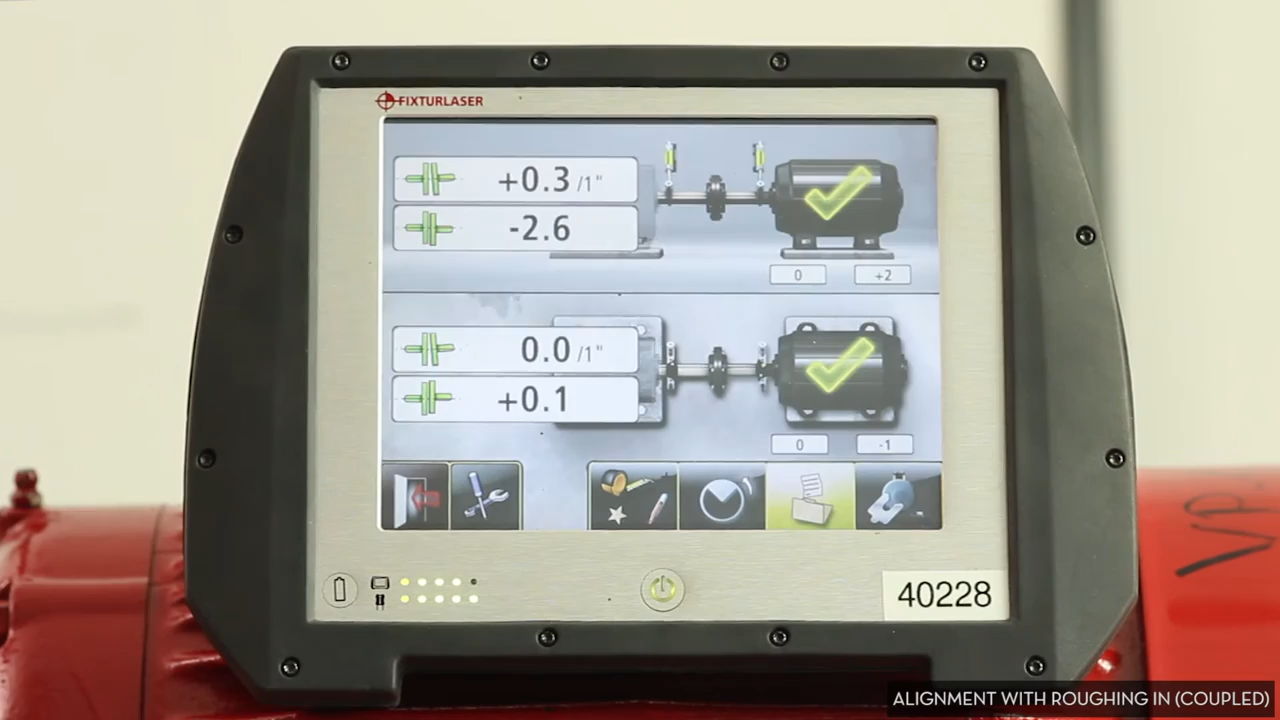 FIXTURLASER
+0.3 /1"
-2.6
0 +2
0.0 /1"
+0.1
0 -1
40228
VP-
ALIGNMENT WITH ROUGHING IN (COUPLED)